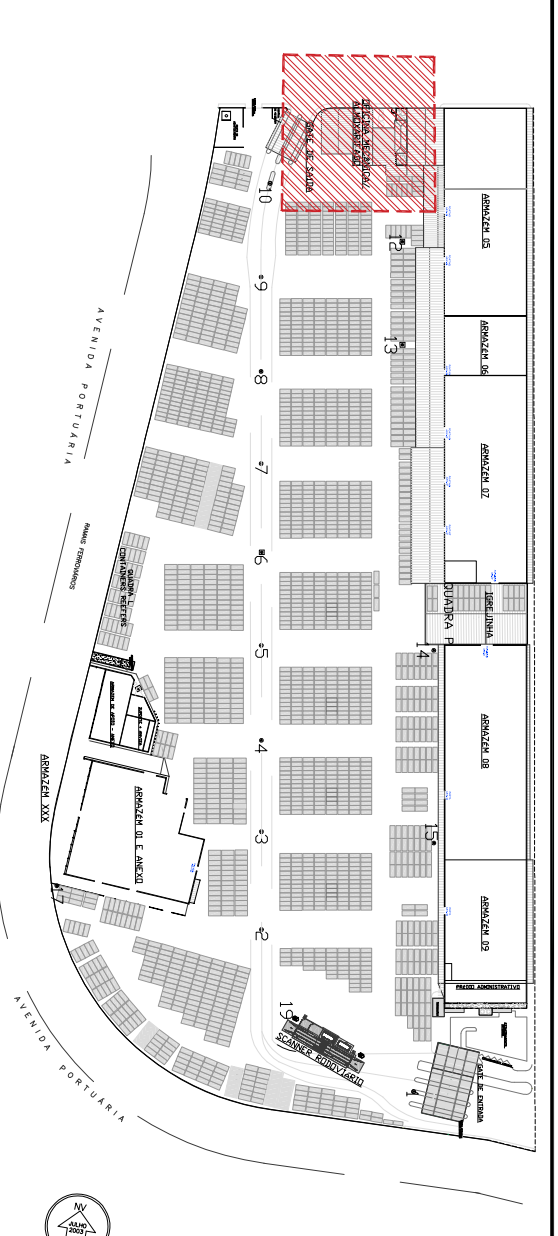 OFICINA MECÂNICA/
ALMOXARIFADO
GATE DE SAÍDA
10
12
ARMAZÉM 05
9
13
ARMAZÉM 06
8
AVENIDA PORTUÁRIA
7
ARMAZÉM 07
RAMAIS FERROVIÁRIOS
6
QUADRA L
CONTAINERS REEFERS
QUADRA P
IGREJINHA
5
14
4
ARMAZÉM 08
ARMAZÉM XXX
ARMAZÉM 01 E ANEXO
3
15
2
ARMAZÉM 09
PRÉDIO ADMINISTRATIVO
19
SCANNER RODOVIÁRIO
GATE DE ENTRADA
AVENIDA PORTUÁRIA
NV
JULHO
2003